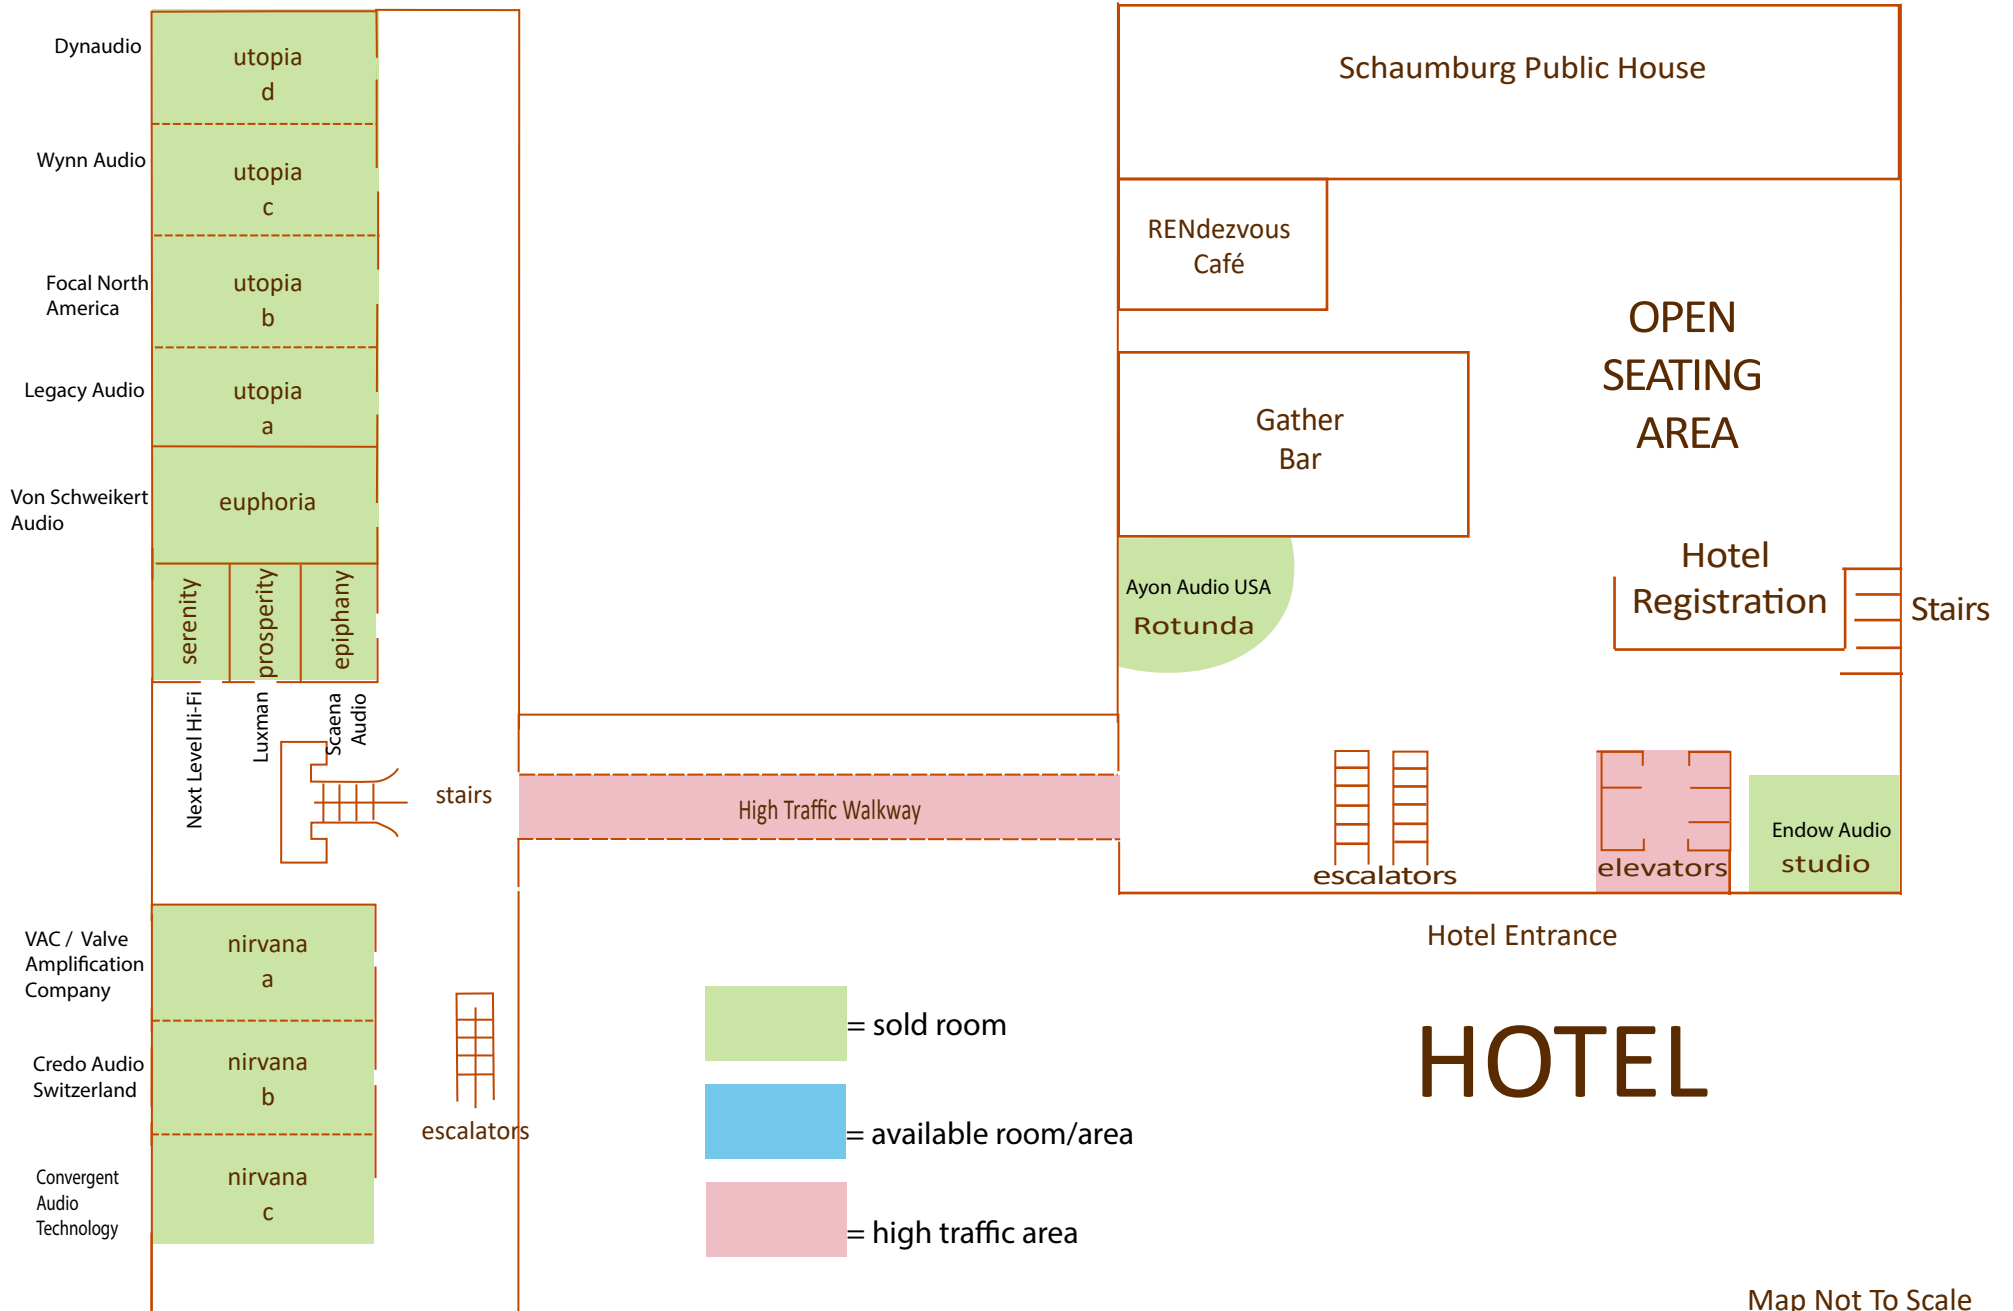 Dynaudio
utopia
d
Wynn Audio
utopia
c
Focal North
America
utopia
b
Legacy Audio
utopia
a
Von Schweikert
Audio
euphoria
serenity
prosperity
epiphany
Next Level Hi-Fi
Luxman
Scaena
Audio
stairs
High Traffic Walkway
VAC / Valve
Amplification
Company
nirvana
a
Credo Audio
Switzerland
nirvana
b
Convergent
Audio
Technology
nirvana
c
escalators
Schaumburg Public House
RENdezvous
Café
OPEN
SEATING
AREA
Gather
Bar
Ayon Audio USA
Rotunda
Hotel
Registration
Stairs
escalators
elevators
Endow Audio
studio
Hotel Entrance
HOTEL
= sold room
= available room/area
= high traffic area
Map Not To Scale